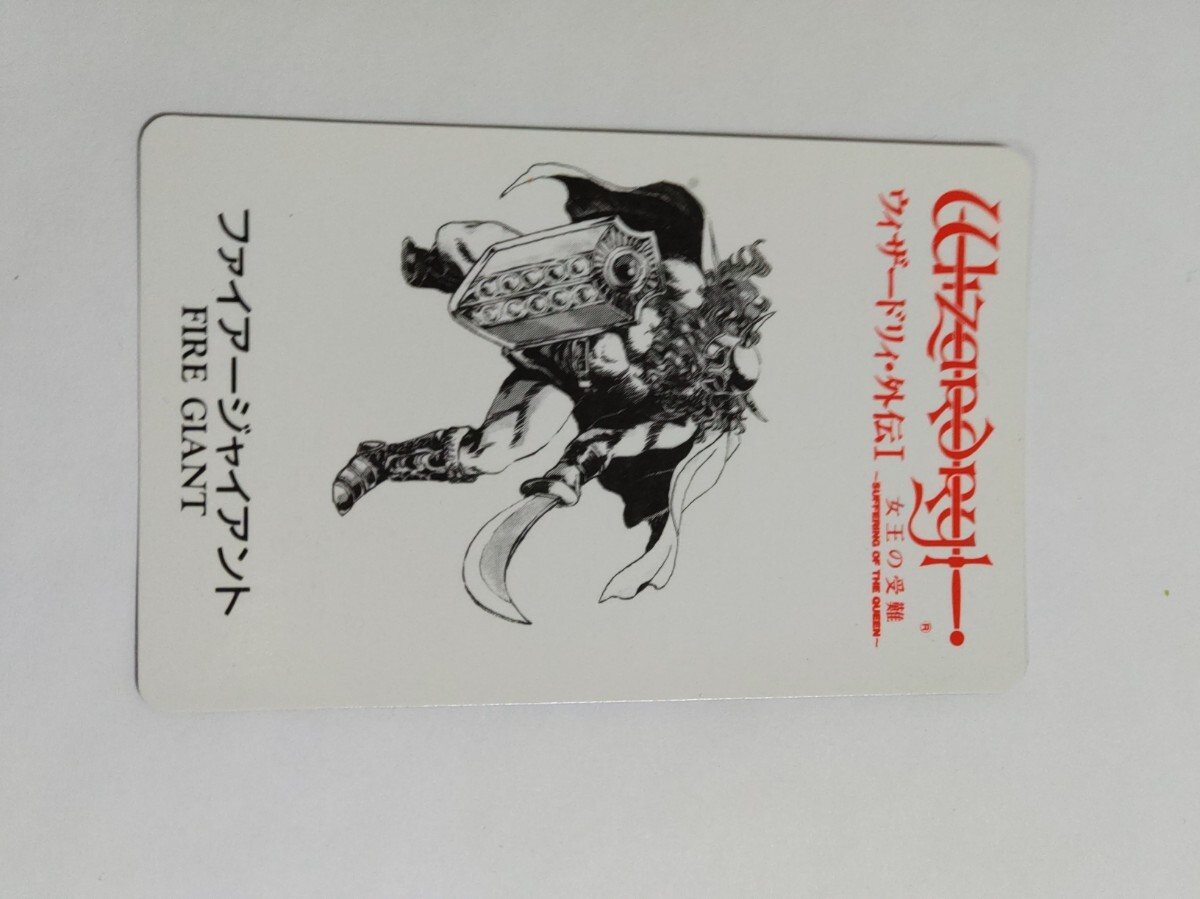 Wizardry
®
ウィザードリィ・外伝I 女王の受難
~SUFFERING OF THE QUEEN~
ファイアージャイアント
FIRE GIANT